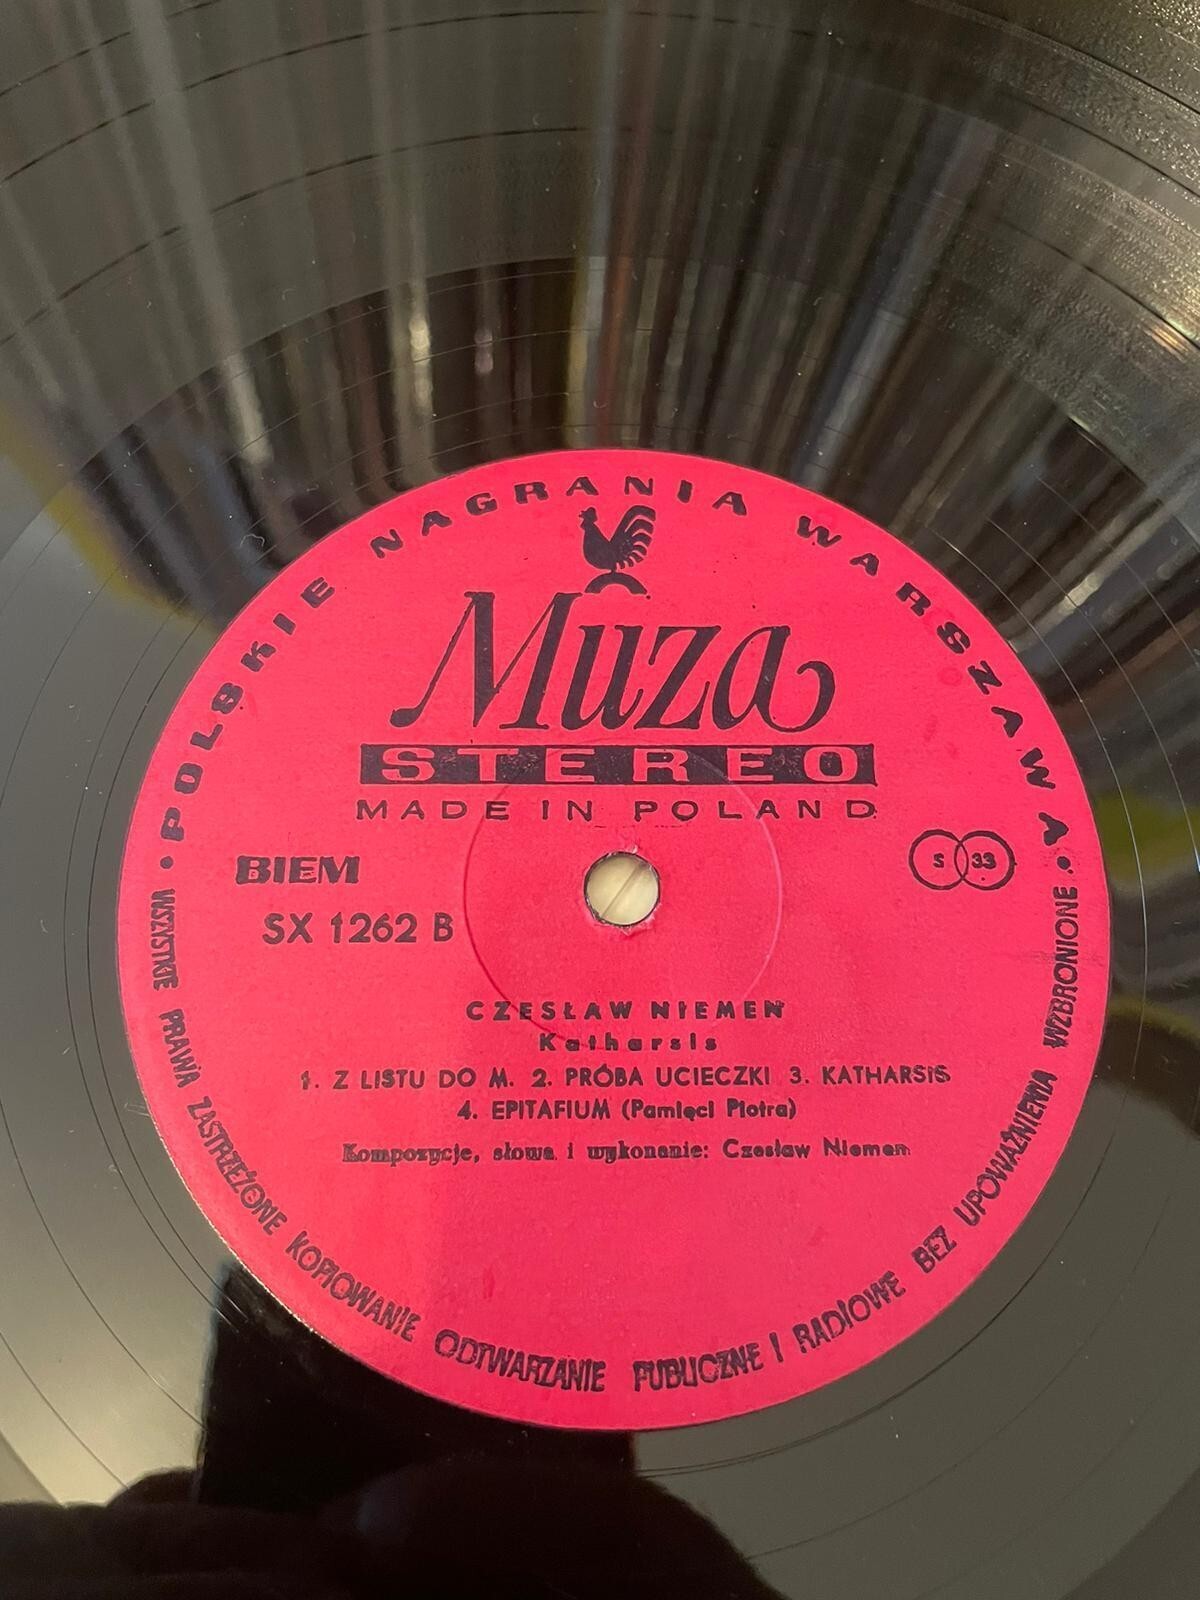 POLSKIE NAGRANIA WARSZAWA
Muza
STEREO
MADE IN POLAND
BIEM
S 33
SX 1262 B
CZESŁAW NIEMEN
Katharsis
1. Z LISTU DO M. 2. PRÓBA UCIECZKI 3. KATHARSIS
4. EPITAFIUM (Pamięci Piotra)
Kompozycje, słowa i wykonanie: Czesław Niemen
WSZYSTKIE PRAWA ZASTRZEŻONE KOPIOWANIE ODTWARZANIE PUBLICZNE I RADIOWE BEZ UPOWAŻNIENIA WZBRONIONE